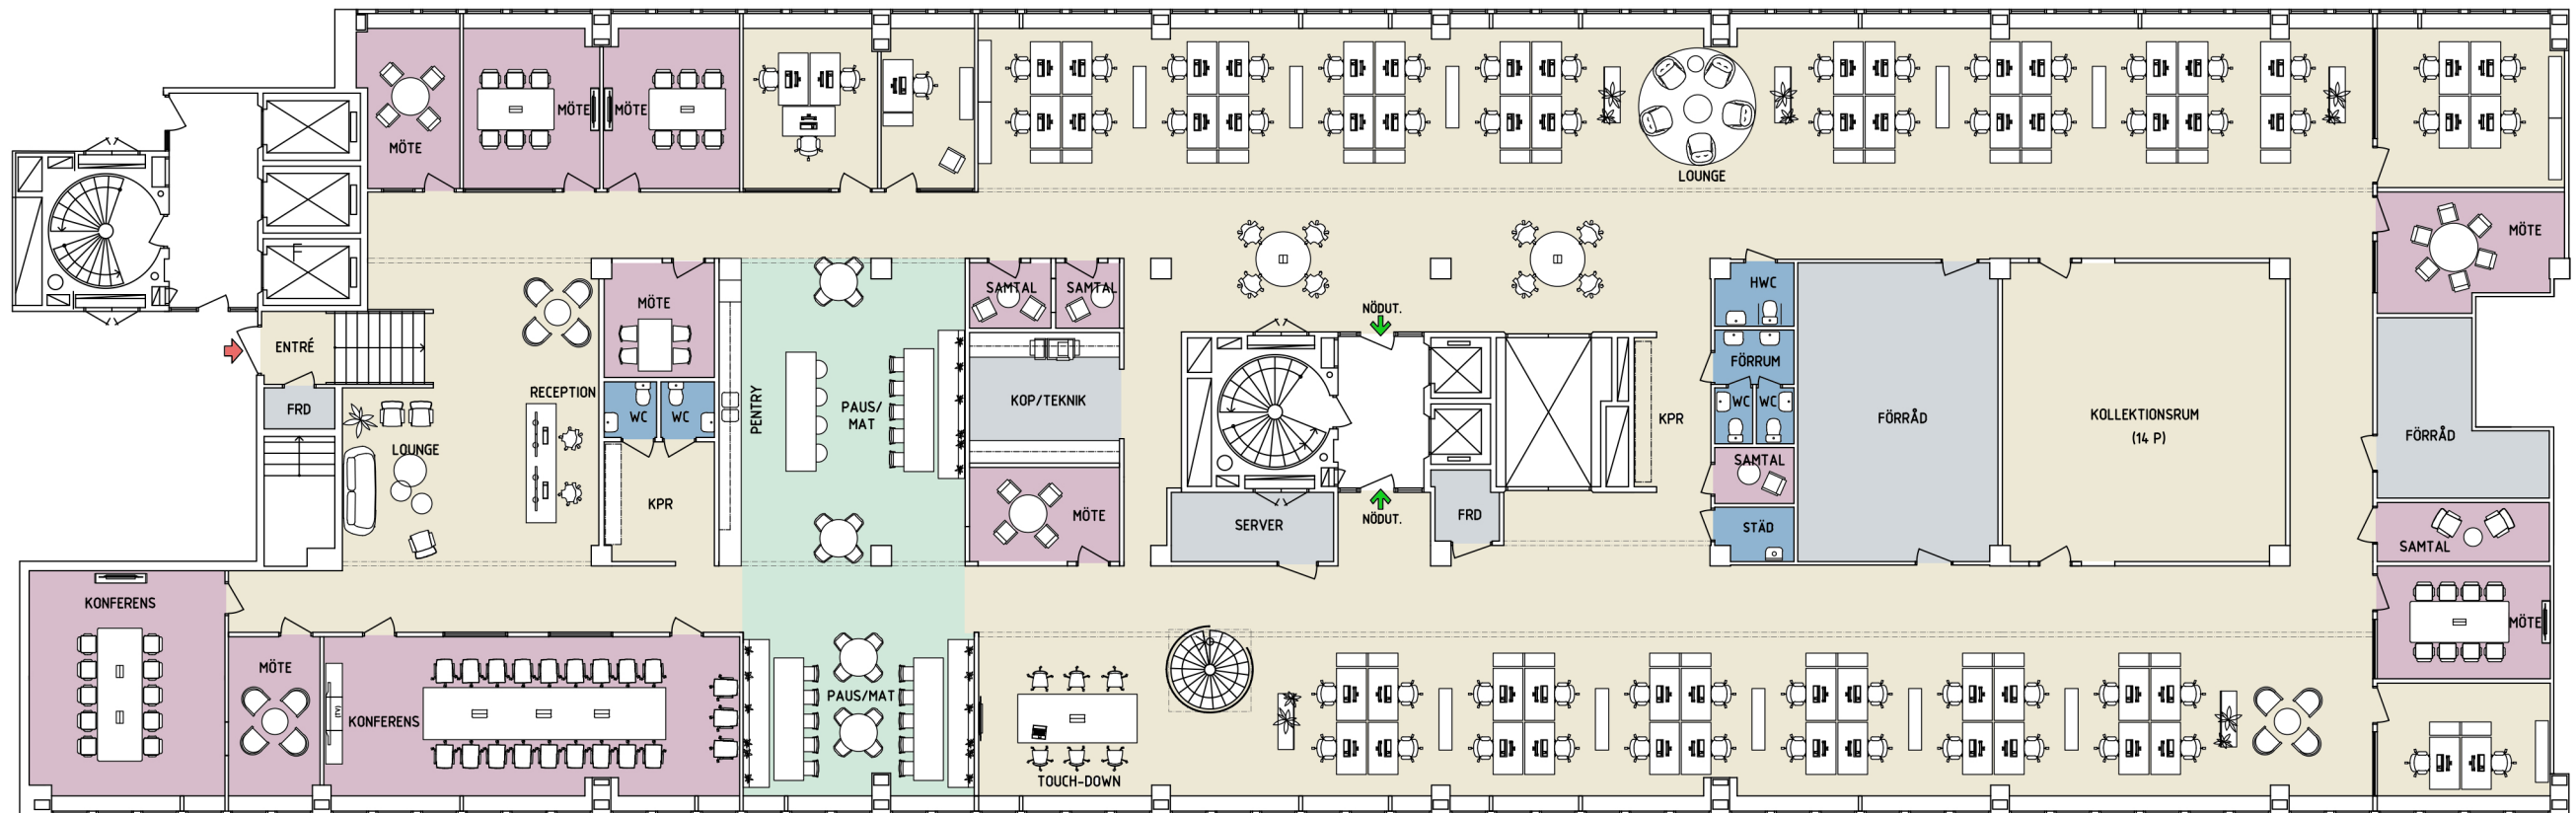 MÖTE
MÖTE
MÖTE
LOUNGE
MÖTE
SAMTAL
SAMTAL
MÖTE
HWC
NÖDUT.
ENTRÉ
FÖRRUM
RECEPTION
FRD
WC
WC
PENTRY
PAUS/
MAT
KOP/TEKNIK
KPR
WC
WC
FÖRRÅD
KOLLEKTIONSRUM
(14 P)
FÖRRÅD
LOUNGE
SAMTAL
KPR
MÖTE
SERVER
NÖDUT.
FRD
STÄD
SAMTAL
KONFERENS
MÖTE
MÖTE
KONFERENS
(TV)
PAUS/MAT
TOUCH-DOWN